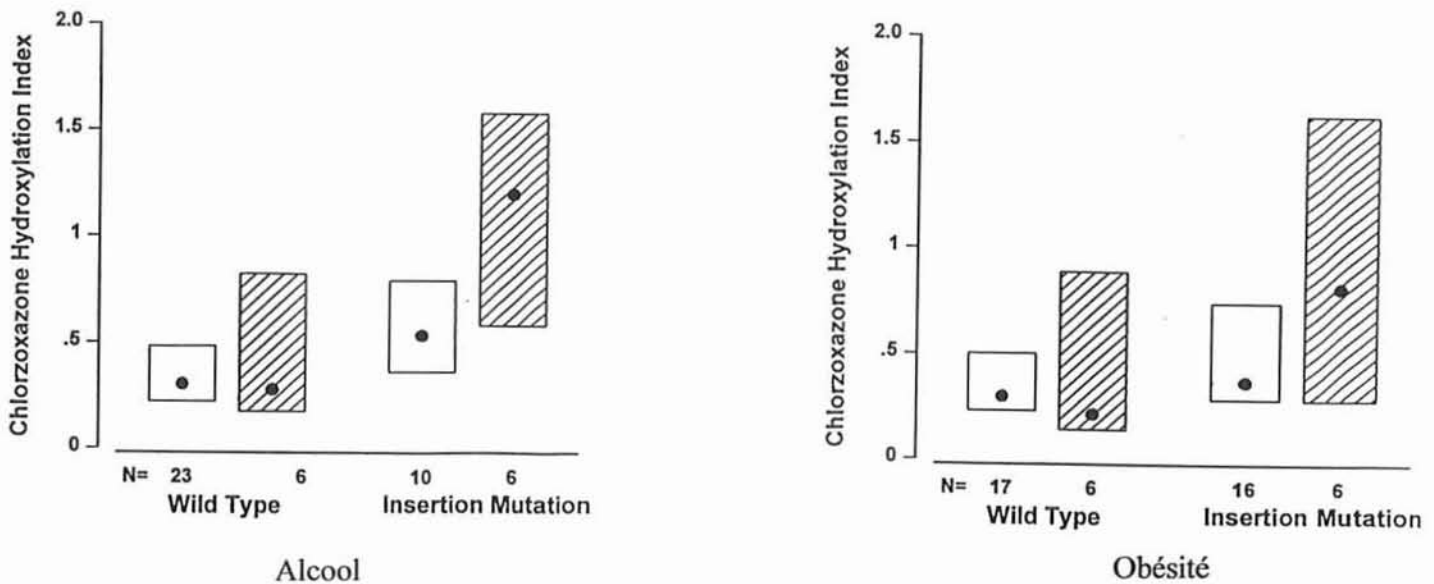 Chlorzoxazone Hydroxylation Index
2.0
1.5
1
.5
0
N= 23 6 10 6
Wild Type Insertion Mutation
Alcool
Chlorzoxazone Hydroxylation Index
2.0
1.5
1
.5
0
N= 17 6 16 6
Wild Type Insertion Mutation
Obésité